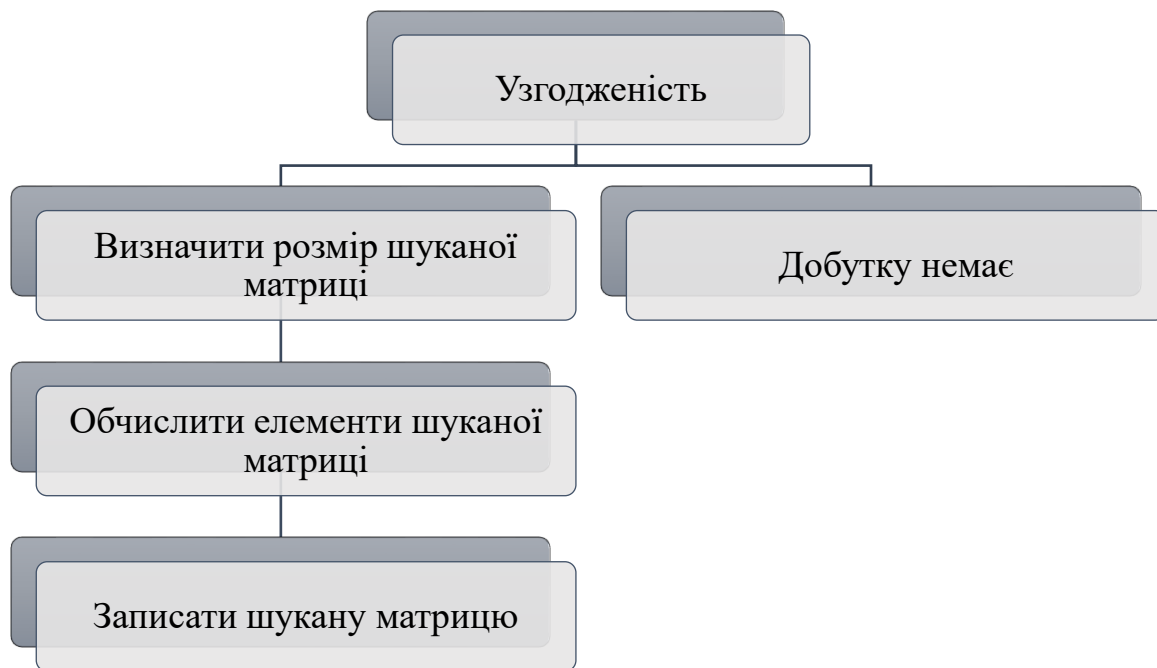 Узгодженість
Визначити розмір шуканої
матриці
Добутку немає
Обчислити елементи шуканої
матриці
Записати шукану матрицю